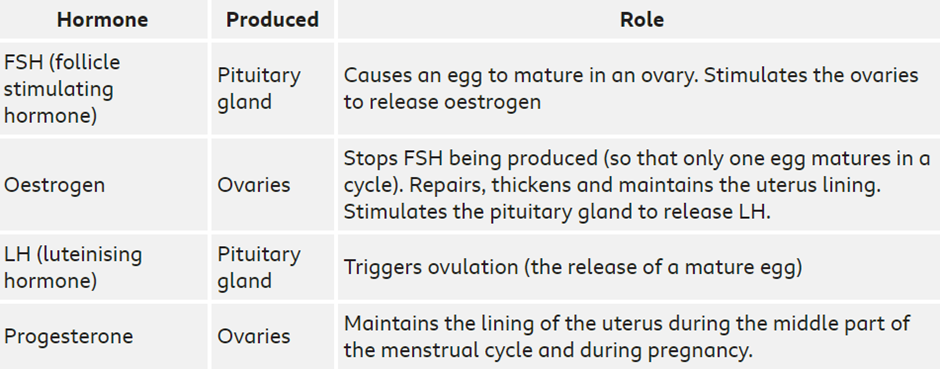 Hormone Produced Role
FSH (follicle
stimulating
hormone)
Pituitary
gland
Causes an egg to mature in an ovary. Stimulates the ovaries
to release oestrogen
Oestrogen
Ovaries
Stops FSH being produced (so that only one egg matures in a
cycle). Repairs, thickens and maintains the uterus lining.
Stimulates the pituitary gland to release LH.
LH (luteinising
hormone)
Pituitary
gland
Triggers ovulation (the release of a mature egg)
Progesterone
Ovaries
Maintains the lining of the uterus during the middle part of
the menstrual cycle and during pregnancy.